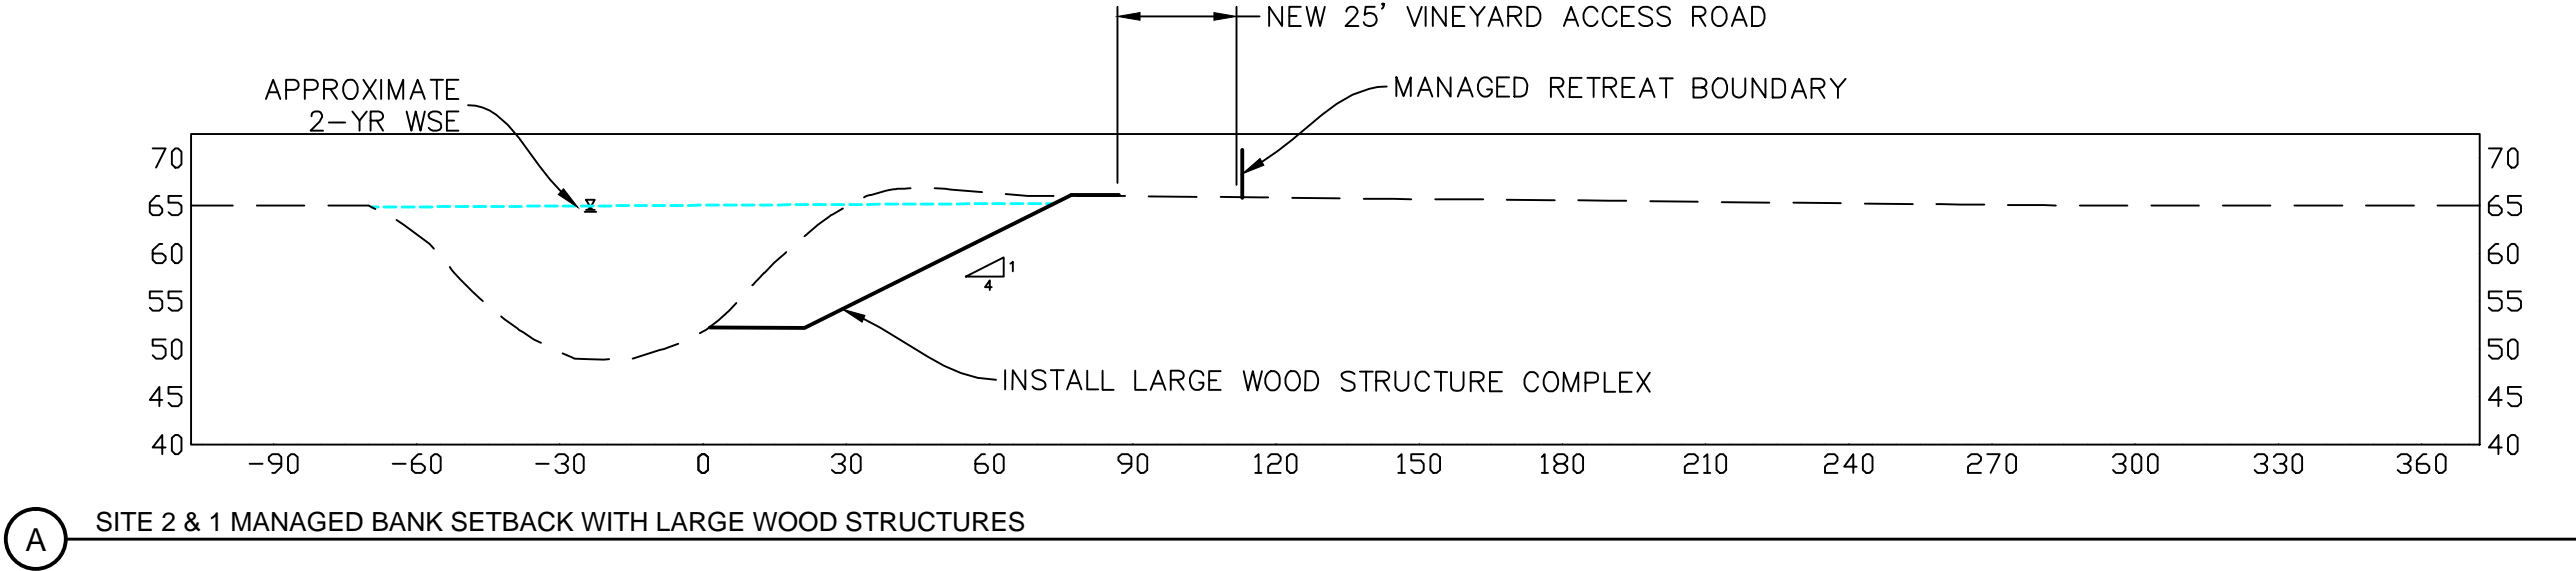 NEW 25' VINEYARD ACCESS ROAD
APPROXIMATE
2-YR WSE
MANAGED RETREAT BOUNDARY
70 70
65 65
60 60
1
4
55 55
50 50
INSTALL LARGE WOOD STRUCTURE COMPLEX
45 45
40 40
-90 -60 -30 0 30 60 90 120 150 180 210 240 270 300 330 360
A SITE 2 & 1 MANAGED BANK SETBACK WITH LARGE WOOD STRUCTURES